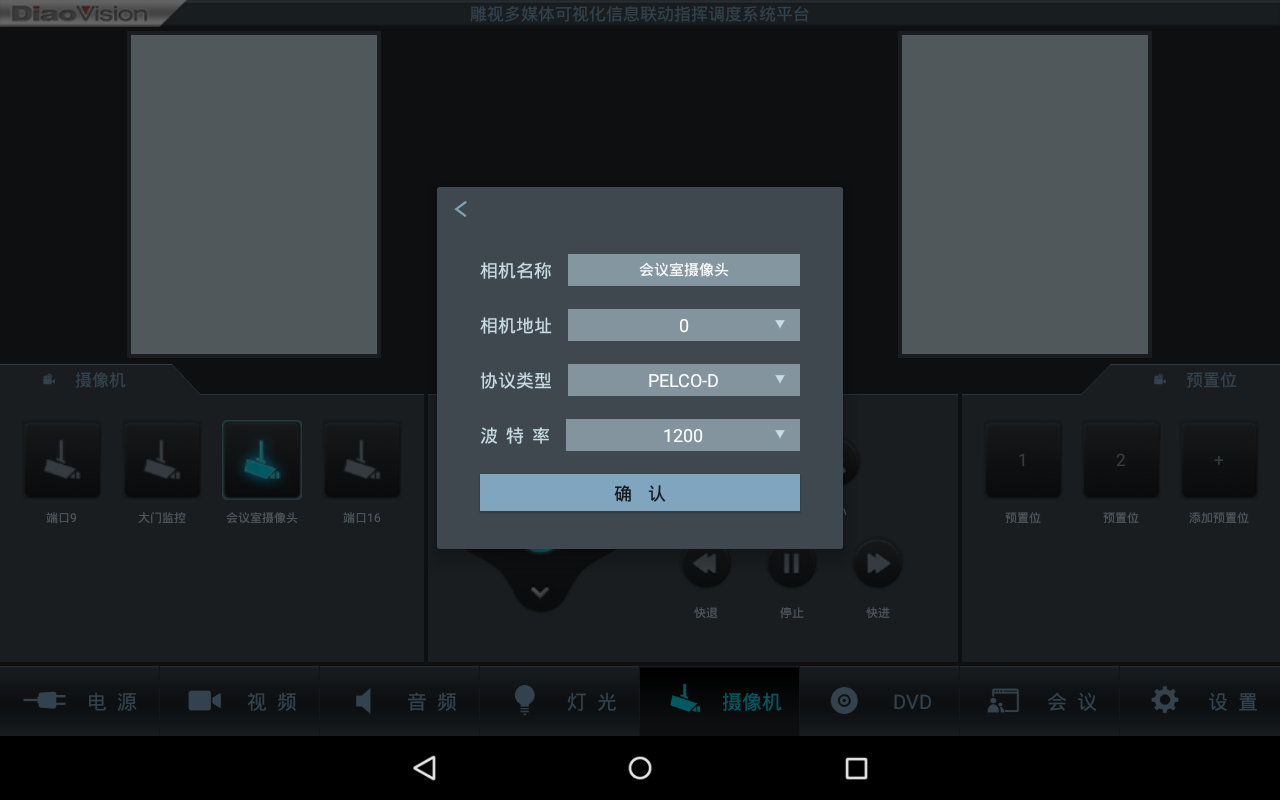 DiaoVision
雕视多媒体可视化信息联动指挥调度系统平台
相机名称 会议室摄像头
相机地址 0
协议类型 PELCO-D
波特率 1200
确 认
摄像机
预置位
端口9 大门监控 会议室摄像头 端口16
1 2 +
预置位 预置位 添加预置位
快退 停止 快进
电源 视频 音频 灯光 摄像机 DVD 会议 设置